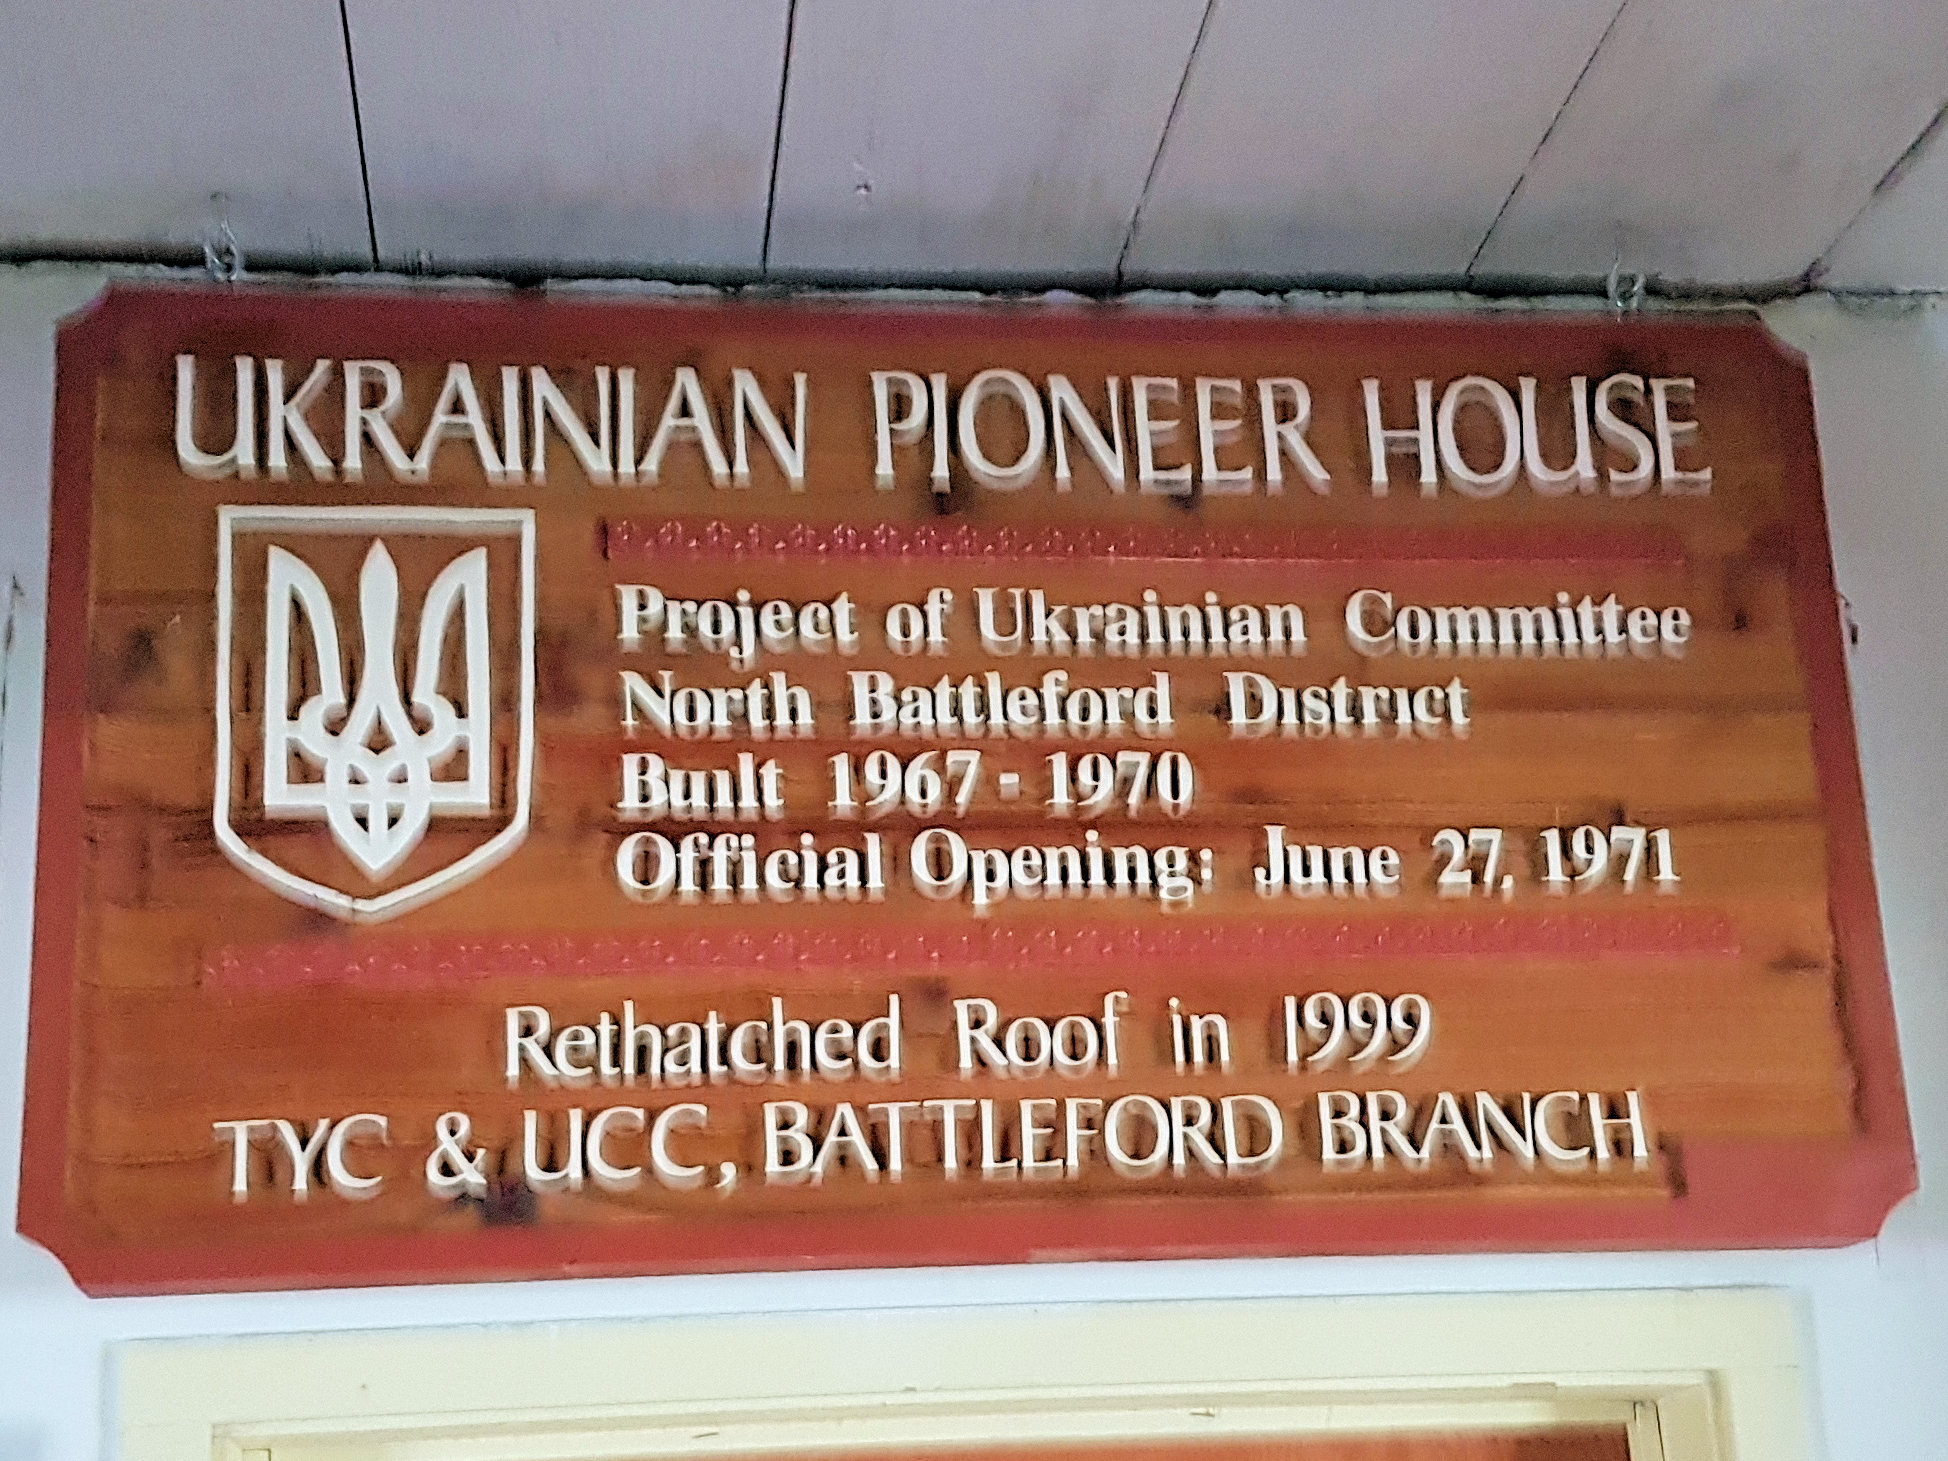 UKRAINIAN PIONEER HOUSE
Project of Ukrainian Committee
North Battleford District
Built 1967 - 1970
Official Opening: June 27, 1971
Rethatched Roof in 1999
TYC & UCC, BATTLEFORD BRANCH